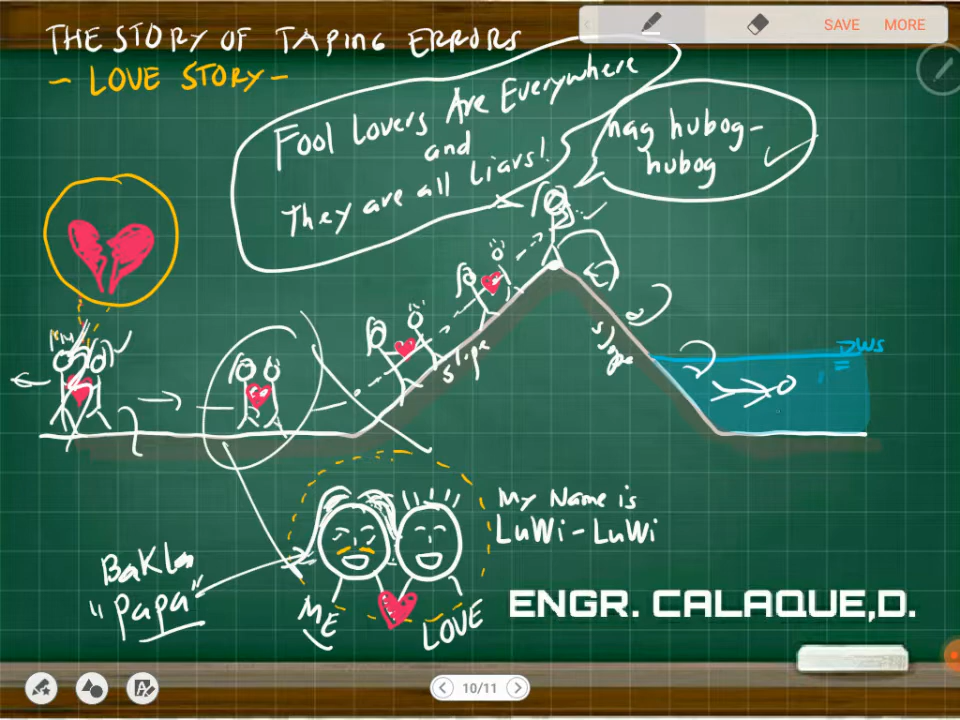 THE STORY OF TAPING ERRORS
- LOVE STORY -
SAVE
MORE
Fool Lovers Are Everywhere
and
They are all Liars!
nag hubog-
hubog
slope
slope
DWS
My Name is
LuWi-LuWi
BaKla
"Papa"
ME
LOVE
ENGR. CALAQUE,D.
10/11